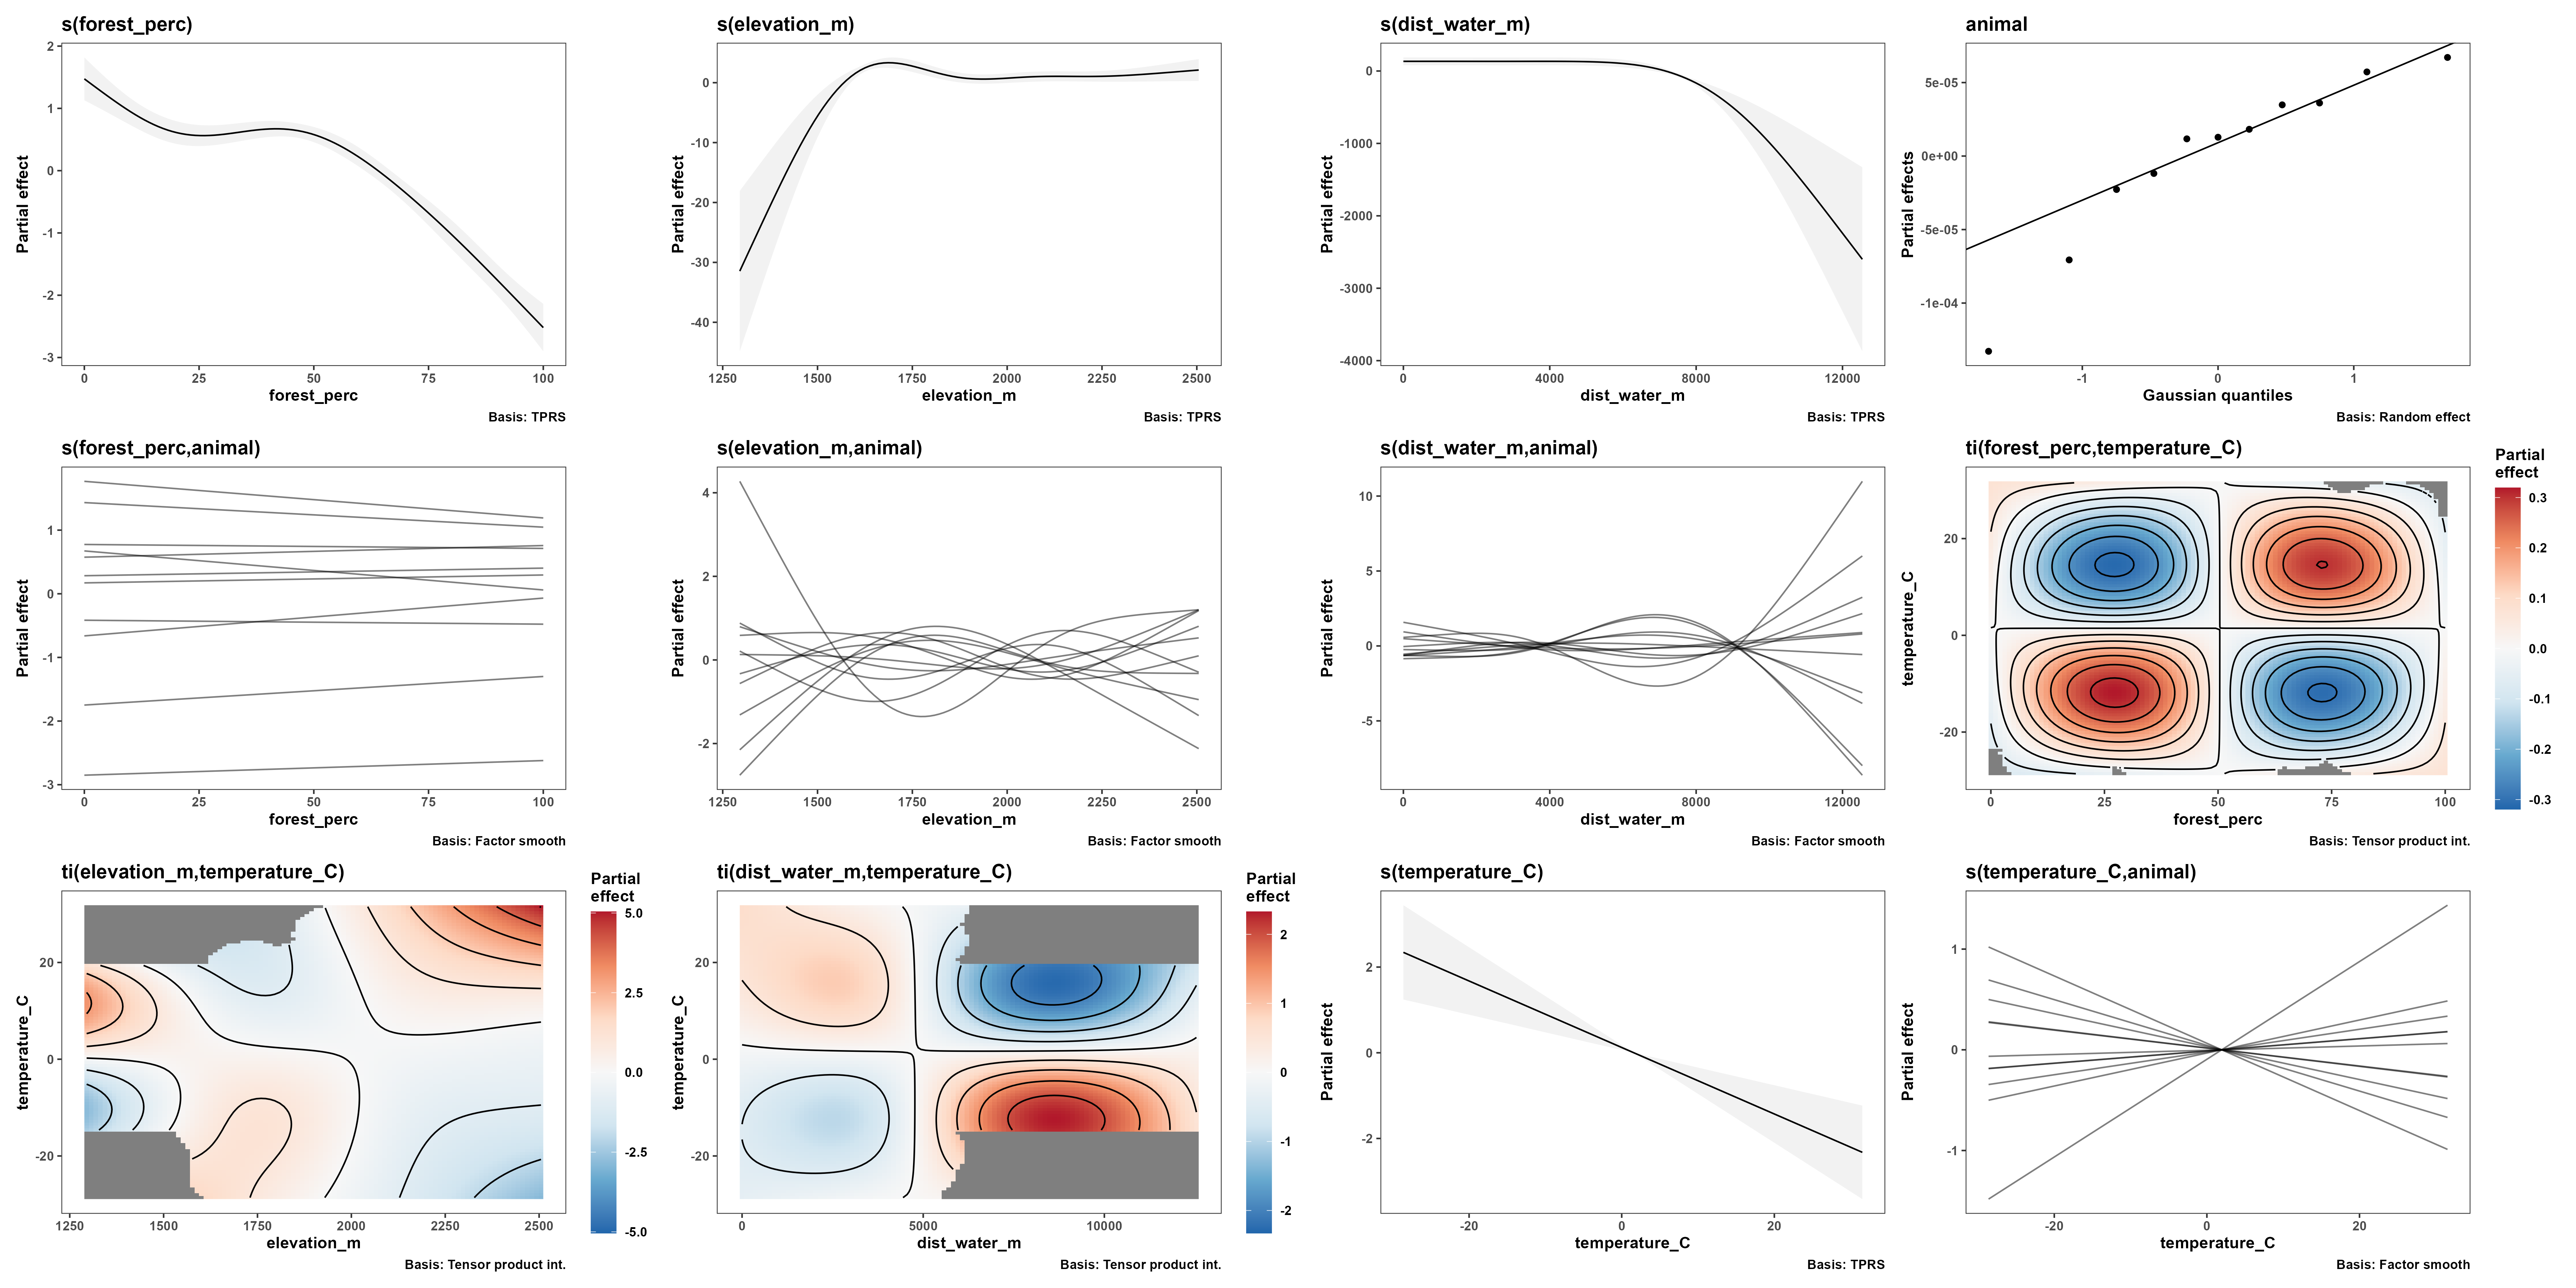 s(forest_perc)
Partial effect
2
1
0
-1
-2
-3
0 25 50 75 100
forest_perc
Basis: TPRS
s(elevation_m)
Partial effect
0
-10
-20
-30
-40
1250 1500 1750 2000 2250 2500
elevation_m
Basis: TPRS
s(dist_water_m)
Partial effect
0
-1000
-2000
-3000
-4000
0 4000 8000 12000
dist_water_m
Basis: TPRS
animal
Partial effects
5e-05
0e+00
-5e-05
-1e-04
-1 0 1
Gaussian quantiles
Basis: Random effect
s(forest_perc,animal)
Partial effect
1
0
-1
-2
-3
0 25 50 75 100
forest_perc
Basis: Factor smooth
s(elevation_m,animal)
Partial effect
4
2
0
-2
1250 1500 1750 2000 2250 2500
elevation_m
Basis: Factor smooth
s(dist_water_m,animal)
Partial effect
10
5
0
-5
0 4000 8000 12000
dist_water_m
Basis: Factor smooth
ti(forest_perc,temperature_C)
temperature_C
20
0
-20
0 25 50 75 100
forest_perc
Basis: Tensor product int.
Partial
effect
0.3
0.2
0.1
0.0
-0.1
-0.2
-0.3
ti(elevation_m,temperature_C)
temperature_C
20
0
-20
1250 1500 1750 2000 2250 2500
elevation_m
Basis: Tensor product int.
Partial
effect
5.0
2.5
0.0
-2.5
-5.0
ti(dist_water_m,temperature_C)
temperature_C
20
0
-20
0 5000 10000
dist_water_m
Basis: Tensor product int.
Partial
effect
2
1
0
-1
-2
s(temperature_C)
Partial effect
2
0
-2
-20 0 20
temperature_C
Basis: TPRS
s(temperature_C,animal)
Partial effect
1
0
-1
-20 0 20
temperature_C
Basis: Factor smooth